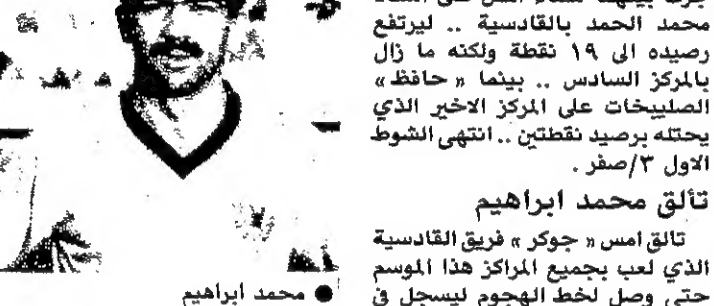 محمد الحمد بالقادسية .. ليرتفع
رصيده الى ١٩ نقطة ولكنه ما زال
بالمركز السادس .. بينما « حافظ »
الصليبخات على المركز الاخير الذي
يحتله برصيد نقطتين .. انتهى الشوط
الاول ٣/صفر .
تألق محمد ابراهيم
تالق امس « جوكر » فريق القادسية
الذي لعب بجميع المراكز هذا الموسم
حتى وصل لخط الهجوم ليسجل في
● محمد ابراهيم